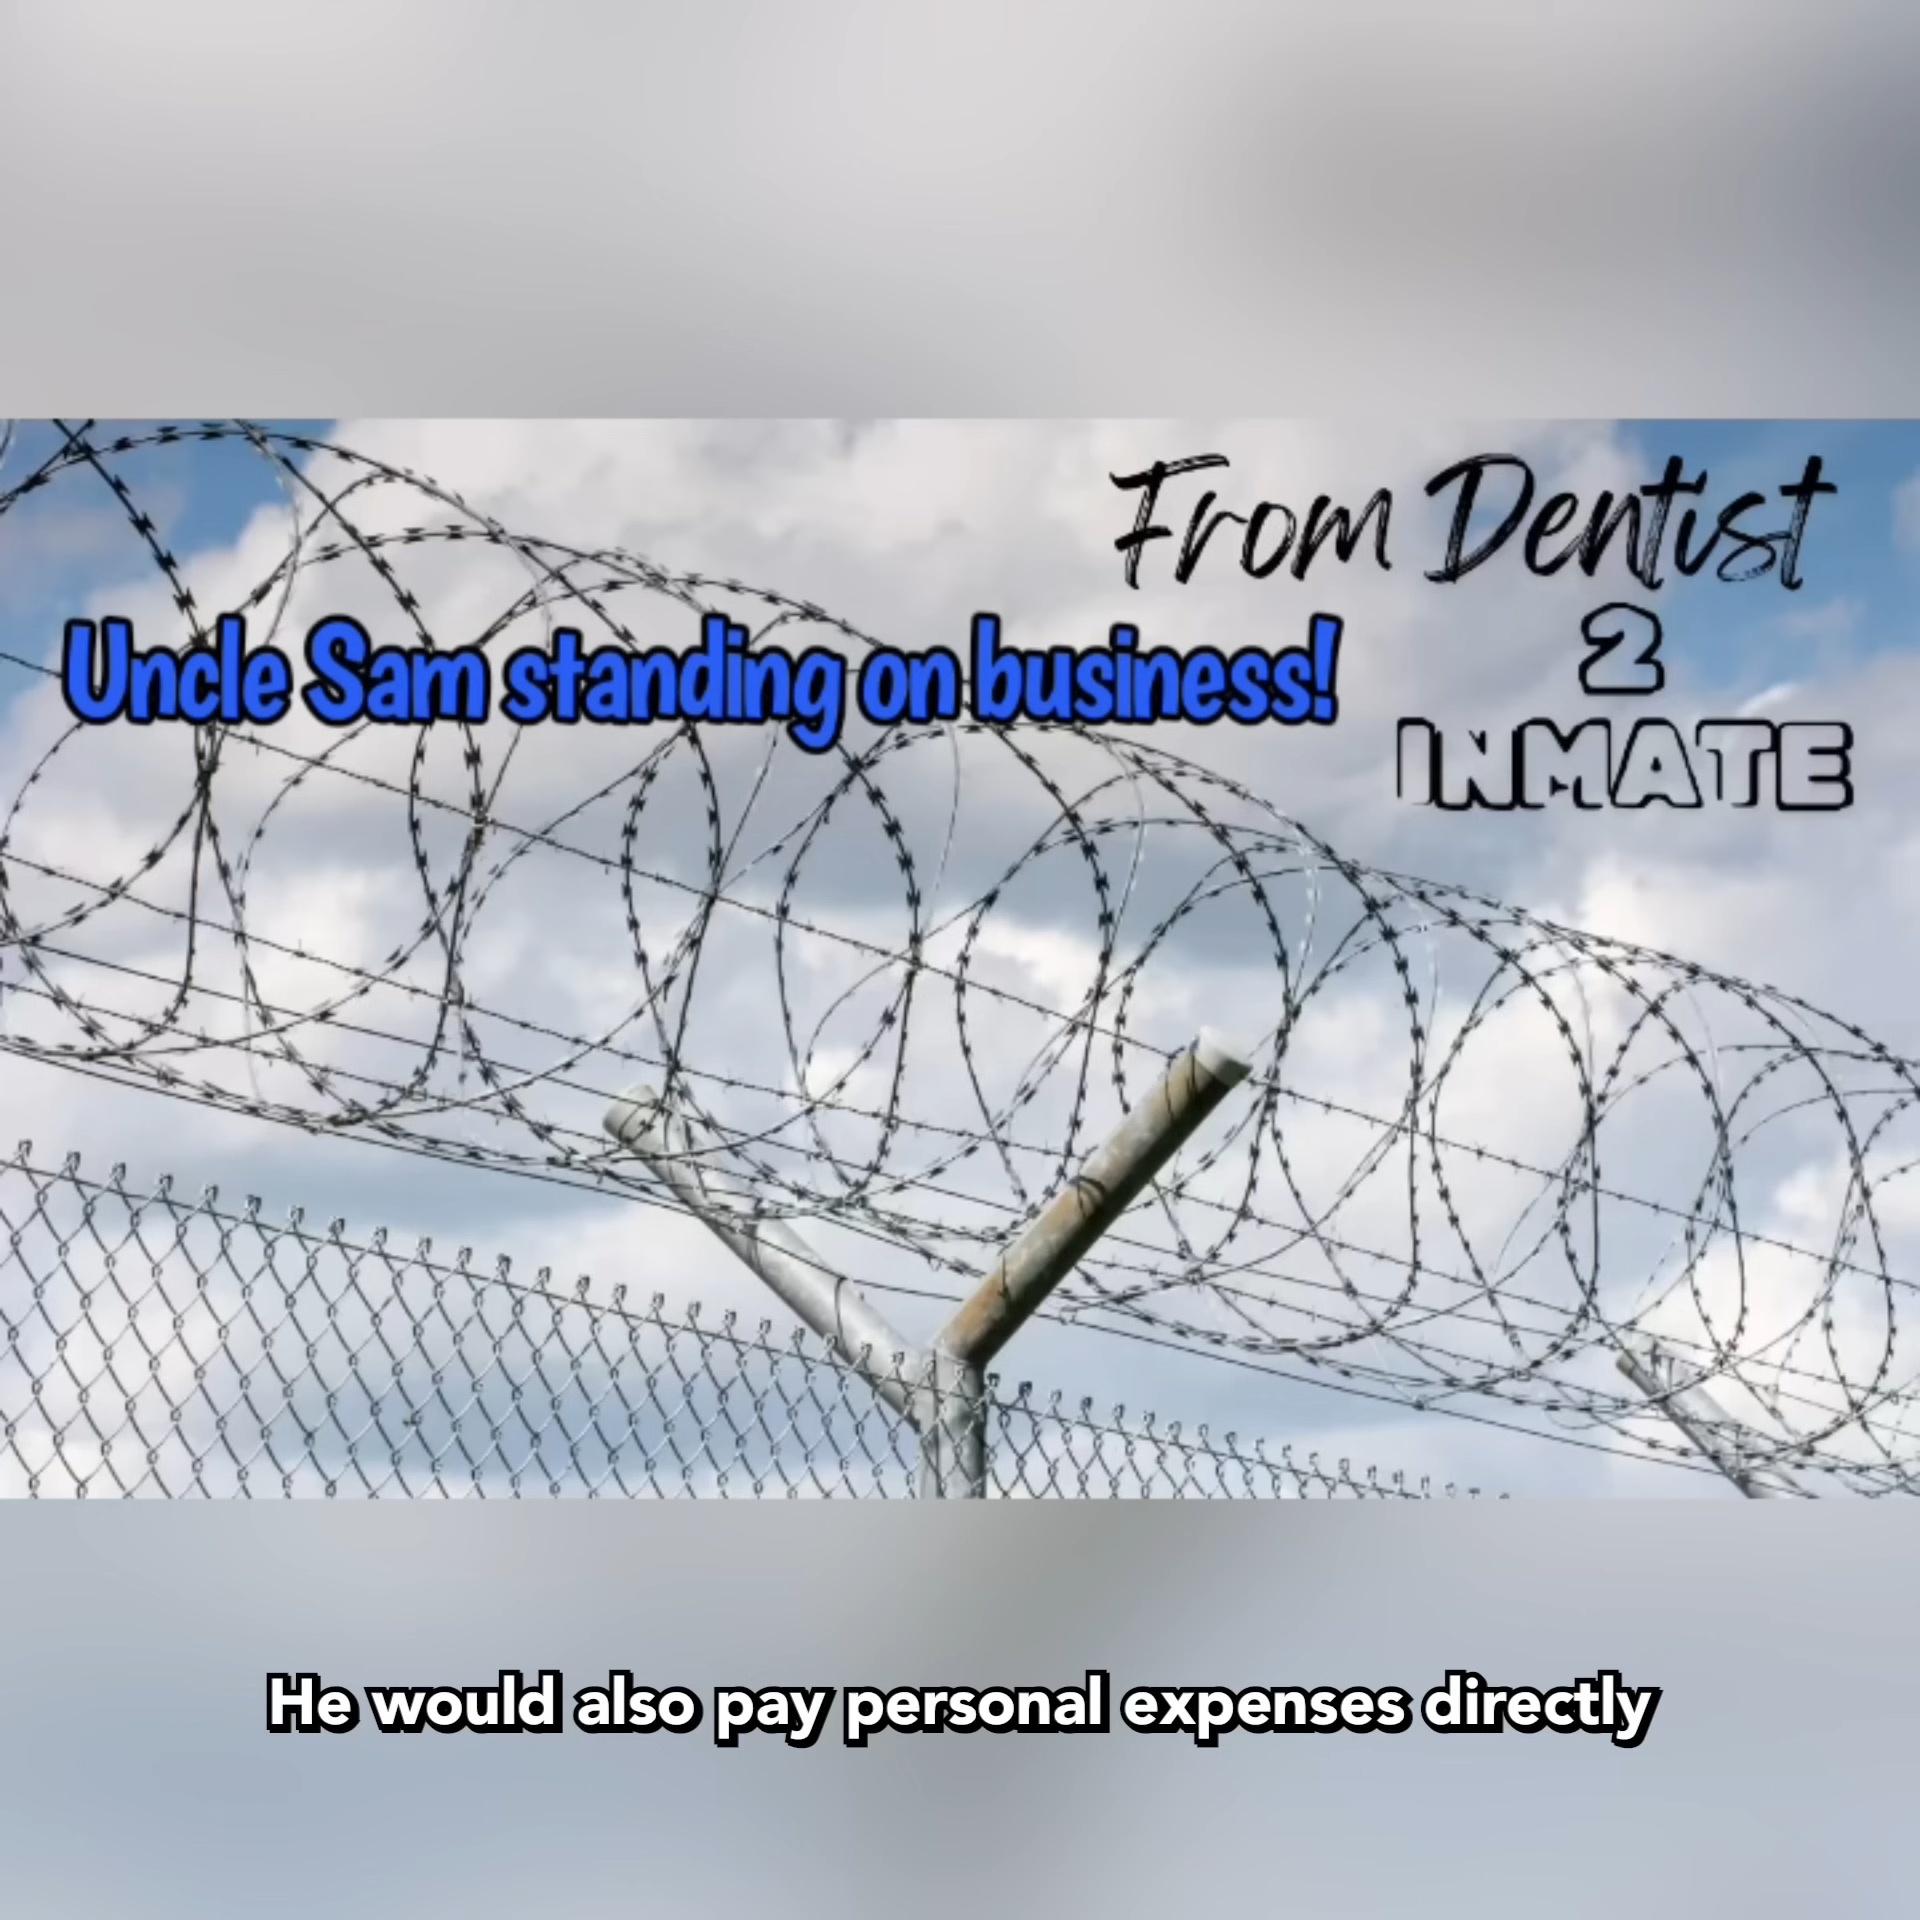 From Dentist
2
INMATE
Uncle Sam standing on business!
He would also pay personal expenses directly